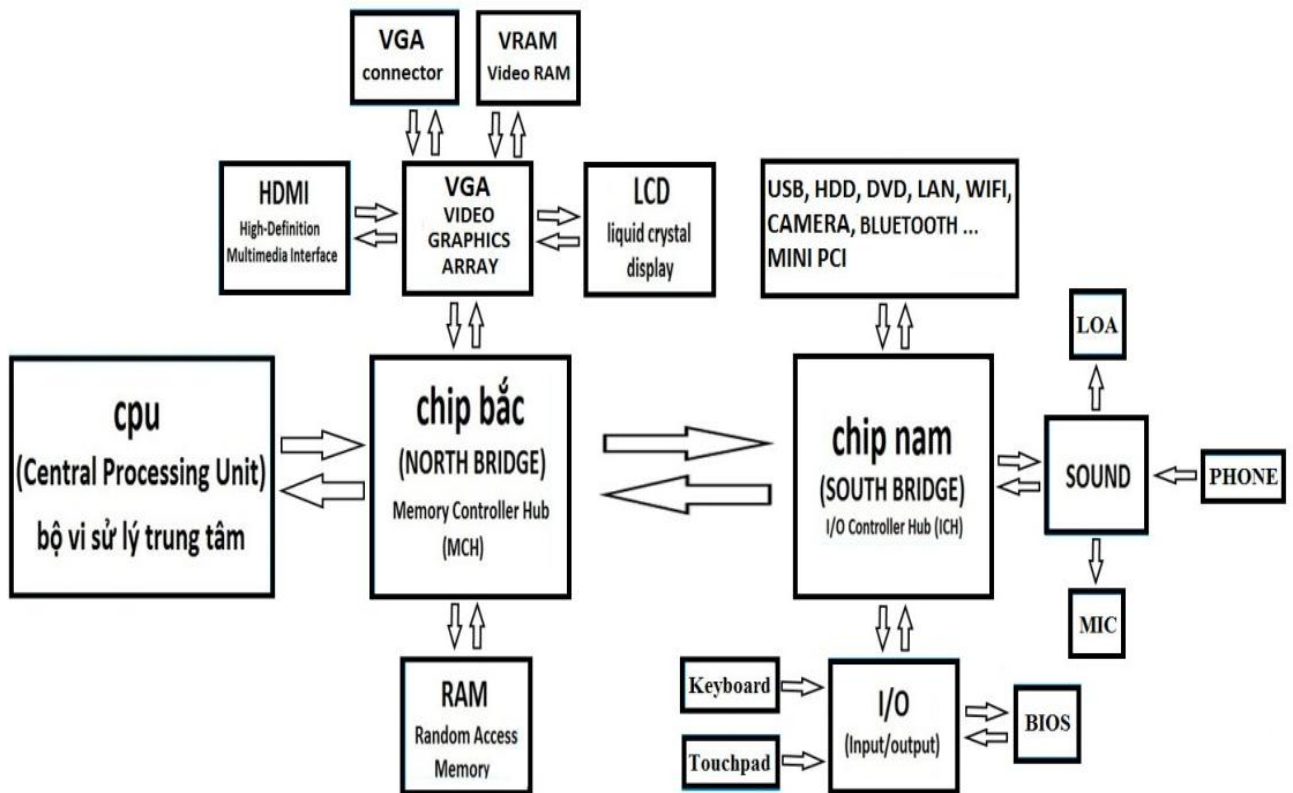 VGA
connector
VRAM
Video RAM
HDMI
High-Definition
Multimedia Interface
VGA
VIDEO
GRAPHICS
ARRAY
LCD
liquid crystal
display
USB, HDD, DVD, LAN, WIFI,
CAMERA, BLUETOOTH ...
MINI PCI
LOA
cpu
(Central Processing Unit)
bộ vi sử lý trung tâm
chip bắc
(NORTH BRIDGE)
Memory Controller Hub
(MCH)
chip nam
(SOUTH BRIDGE)
I/O Controller Hub (ICH)
SOUND
PHONE
MIC
RAM
Random Access
Memory
Keyboard
Touchpad
I/O
(Input/output)
BIOS